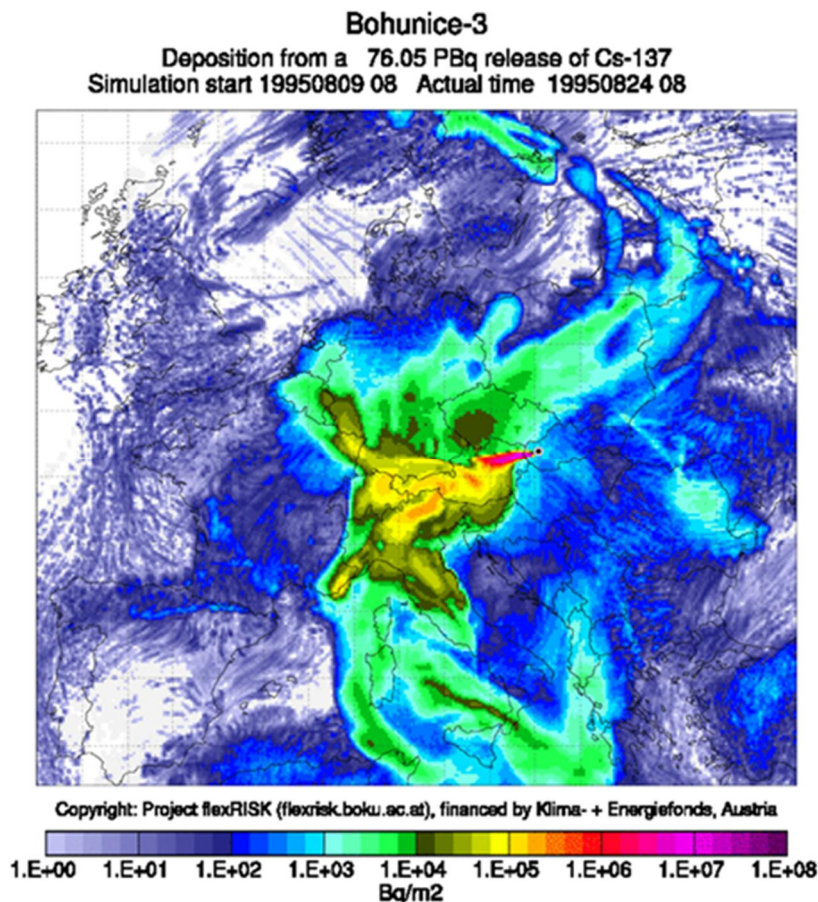 Bohunice-3
Deposition from a 76.05 PBq release of Cs-137
Simulation start 19950809 08 Actual time 19950824 08
Copyright: Project flexRISK (flexrisk.boku.ac.at), financed by Klima- + Energiefonds, Austria
1.E+00 1.E+01 1.E+02 1.E+03 1.E+04 1.E+05 1.E+06 1.E+07 1.E+08
Bq/m2